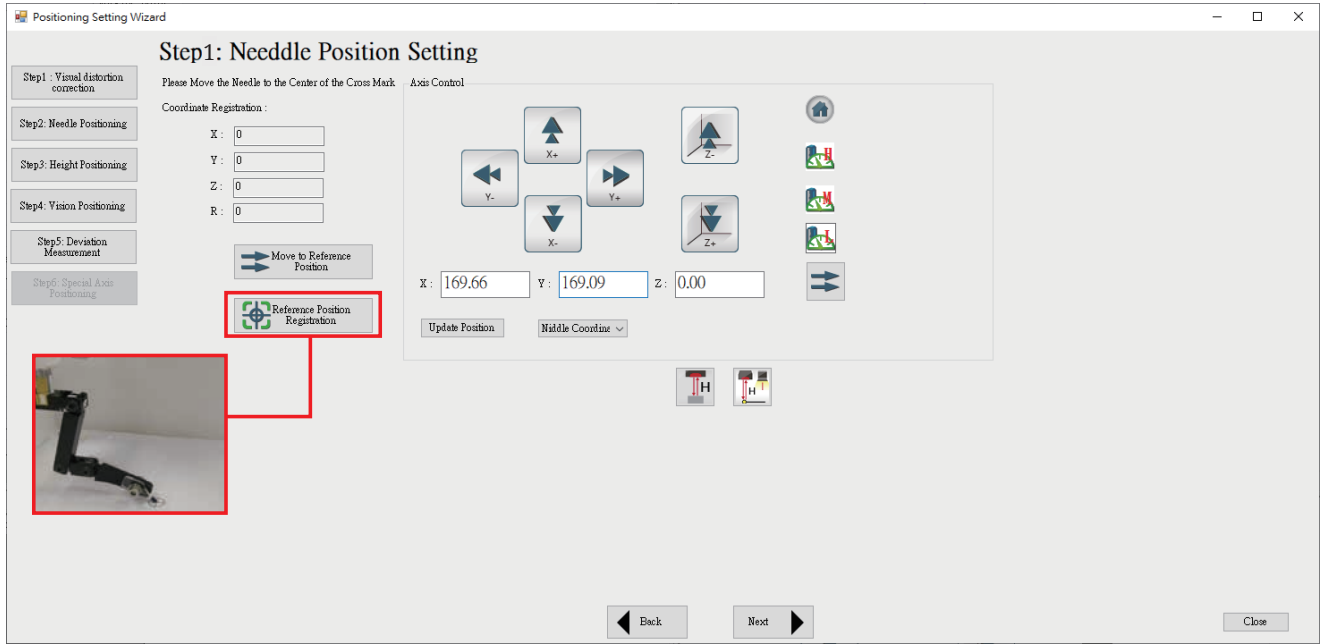 Positioning Setting Wizard
Step1: Needdle Position Setting
Step1 : Visual distortion
correction
Step2: Needle Positioning
Step3: Height Positioning
Step4: Vision Positioning
Step5: Deviation
Measurement
Step6: Special Axis
Positioning
Please Move the Needle to the Center of the Cross Mark
Coordinate Registration :
X : 0
Y : 0
Z : 0
R : 0
Move to Reference
Position
Reference Position
Registration
Axis Control
X+
Y-
Y+
X-
Z-
Z+
H
M
L
X : 169.66 Y : 169.09 Z : 0.00
Update Position
Niddle Coordine
H
H
Back
Next
Close